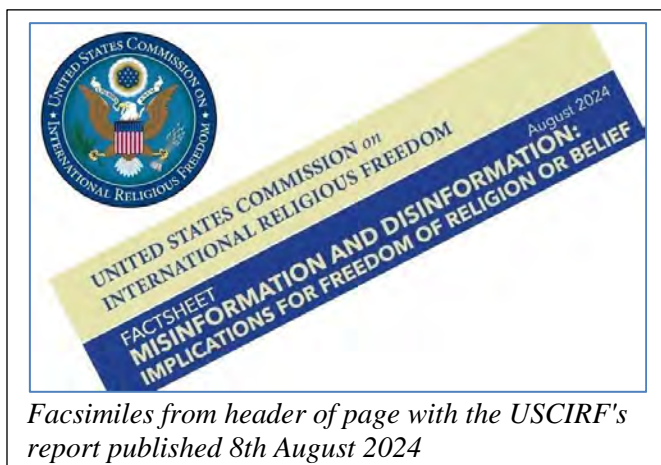 UNITED STATES COMMISSION ON
INTERNATIONAL RELIGIOUS FREEDOM
UNITED STATES COMMISSION on
INTERNATIONAL RELIGIOUS FREEDOM
August 2024
FACTSHEET
MISINFORMATION AND DISINFORMATION:
IMPLICATIONS FOR FREEDOM OF RELIGION OR BELIEF
Facsimiles from header of page with the USCIRF's
report published 8th August 2024